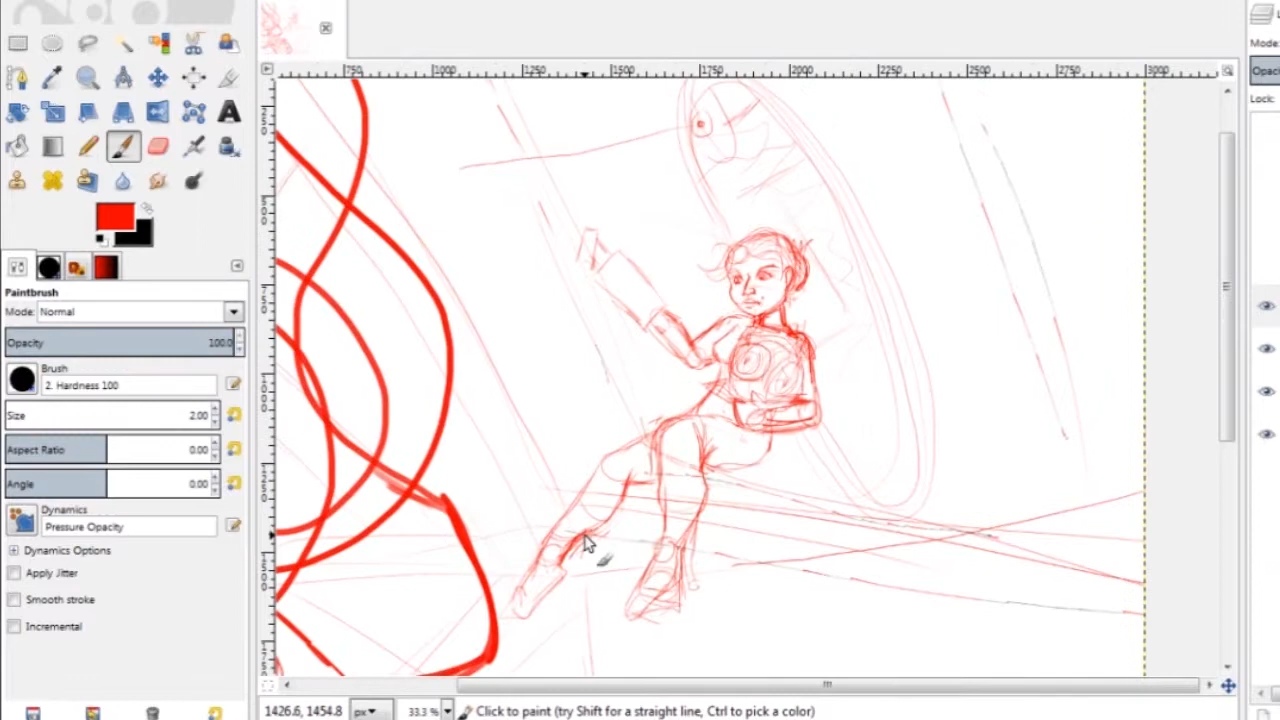 Mode:
Opac
Lock:
750
1000
1250
1500
1750
2000
2250
2500
2750
3000
Paintbrush
Mode: Normal
Opacity 100.0
Brush
2. Hardness 100
Size 2.00
Aspect Ratio 0.00
Angle 0.00
Dynamics
Pressure Opacity
Dynamics Options
Apply Jitter
Smooth stroke
Incremental
1426.6, 1454.8 px 33.3 % Click to paint (try Shift for a straight line, Ctrl to pick a color)